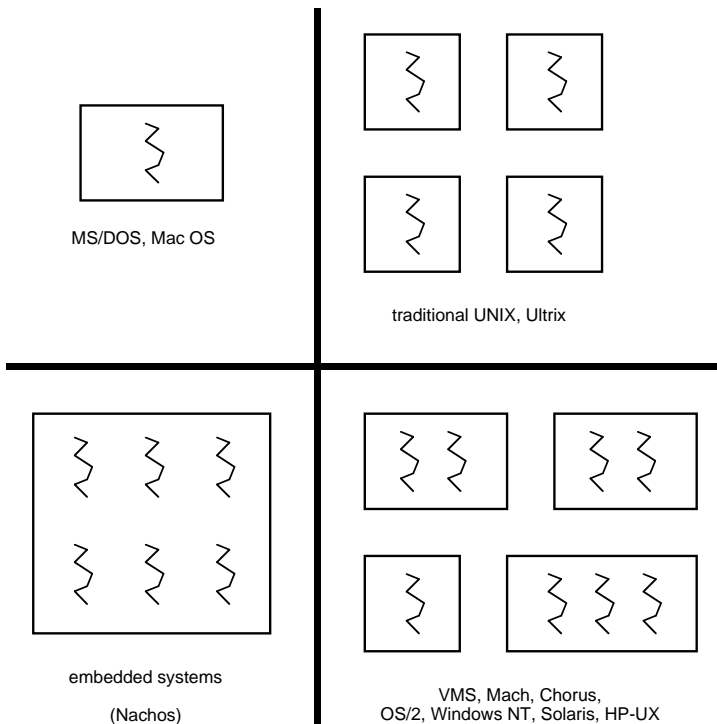 MS/DOS, Mac OS
traditional UNIX, Ultrix
embedded systems
(Nachos)
VMS, Mach, Chorus,
OS/2, Windows NT, Solaris, HP-UX